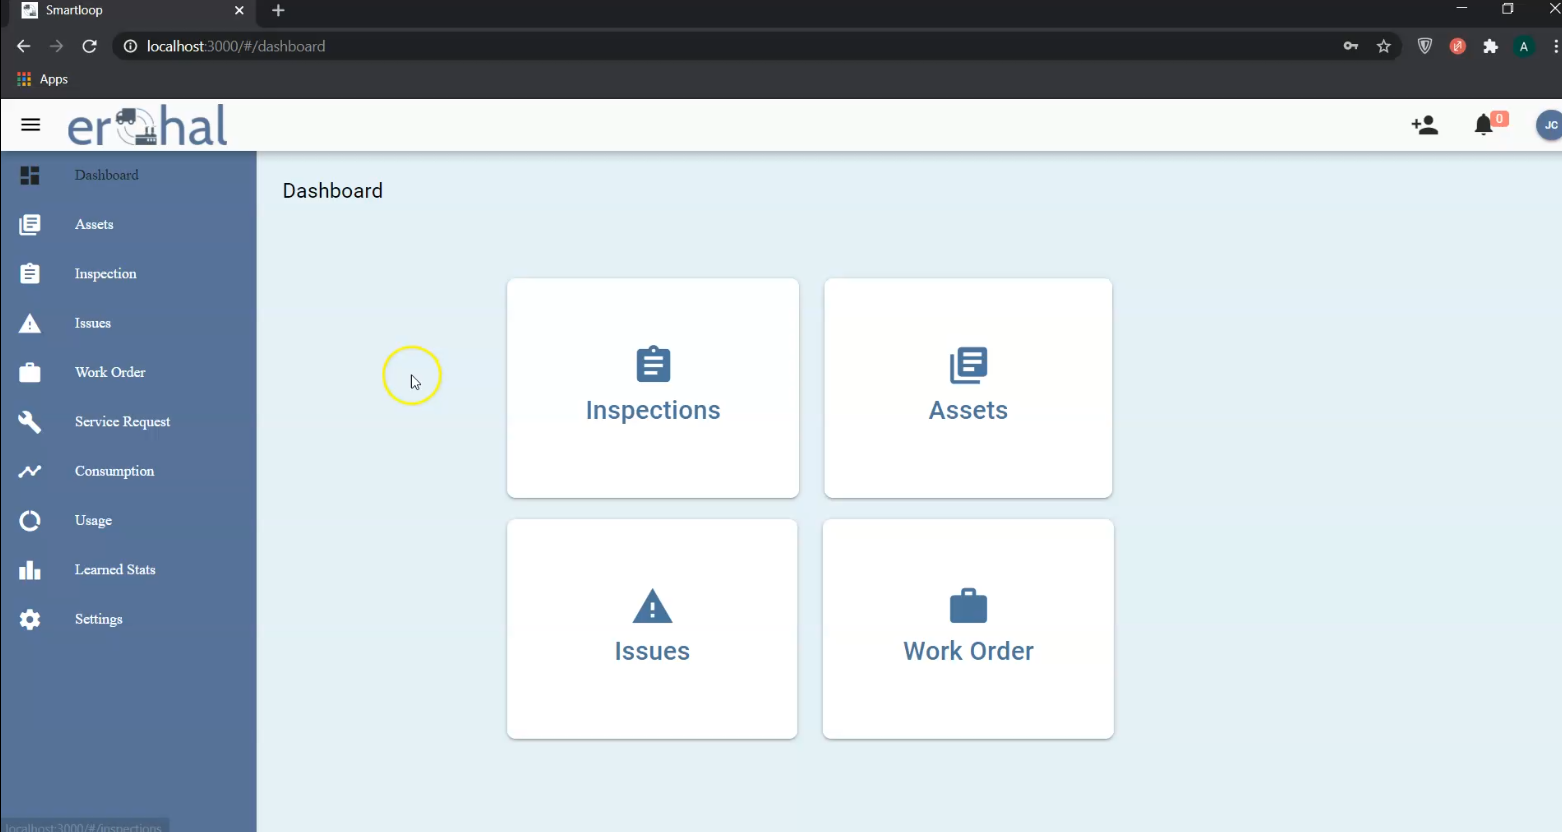 Smartloop
localhost:3000/#/dashboard
A
Apps
er hal
0
JC
Dashboard
Assets
Inspection
Issues
Work Order
Service Request
Consumption
Usage
Learned Stats
Settings
Dashboard
Inspections
Assets
Issues
Work Order
localhost:3000/#/inspections